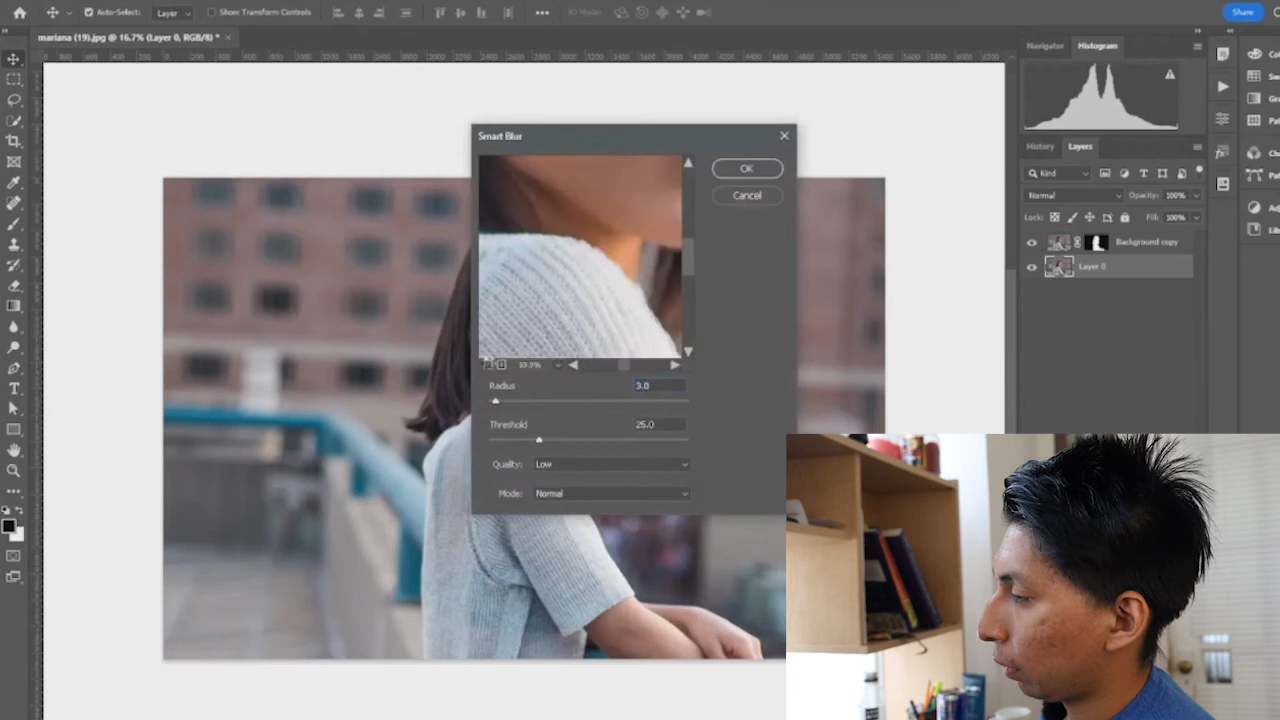 Auto-Select: Layer Show Transform Controls 3D Mode: Share
mariana (19).jpg @ 16.7% (Layer 0, RGB/8) * ×
Navigator Histogram
Smart Blur
OK
Cancel
History Layers
Kind
Normal Opacity: 100%
Lock: Fill: 100%
Background copy
Layer 0
Radius 3.0
Threshold 25.0
Quality: Low
Mode: Normal